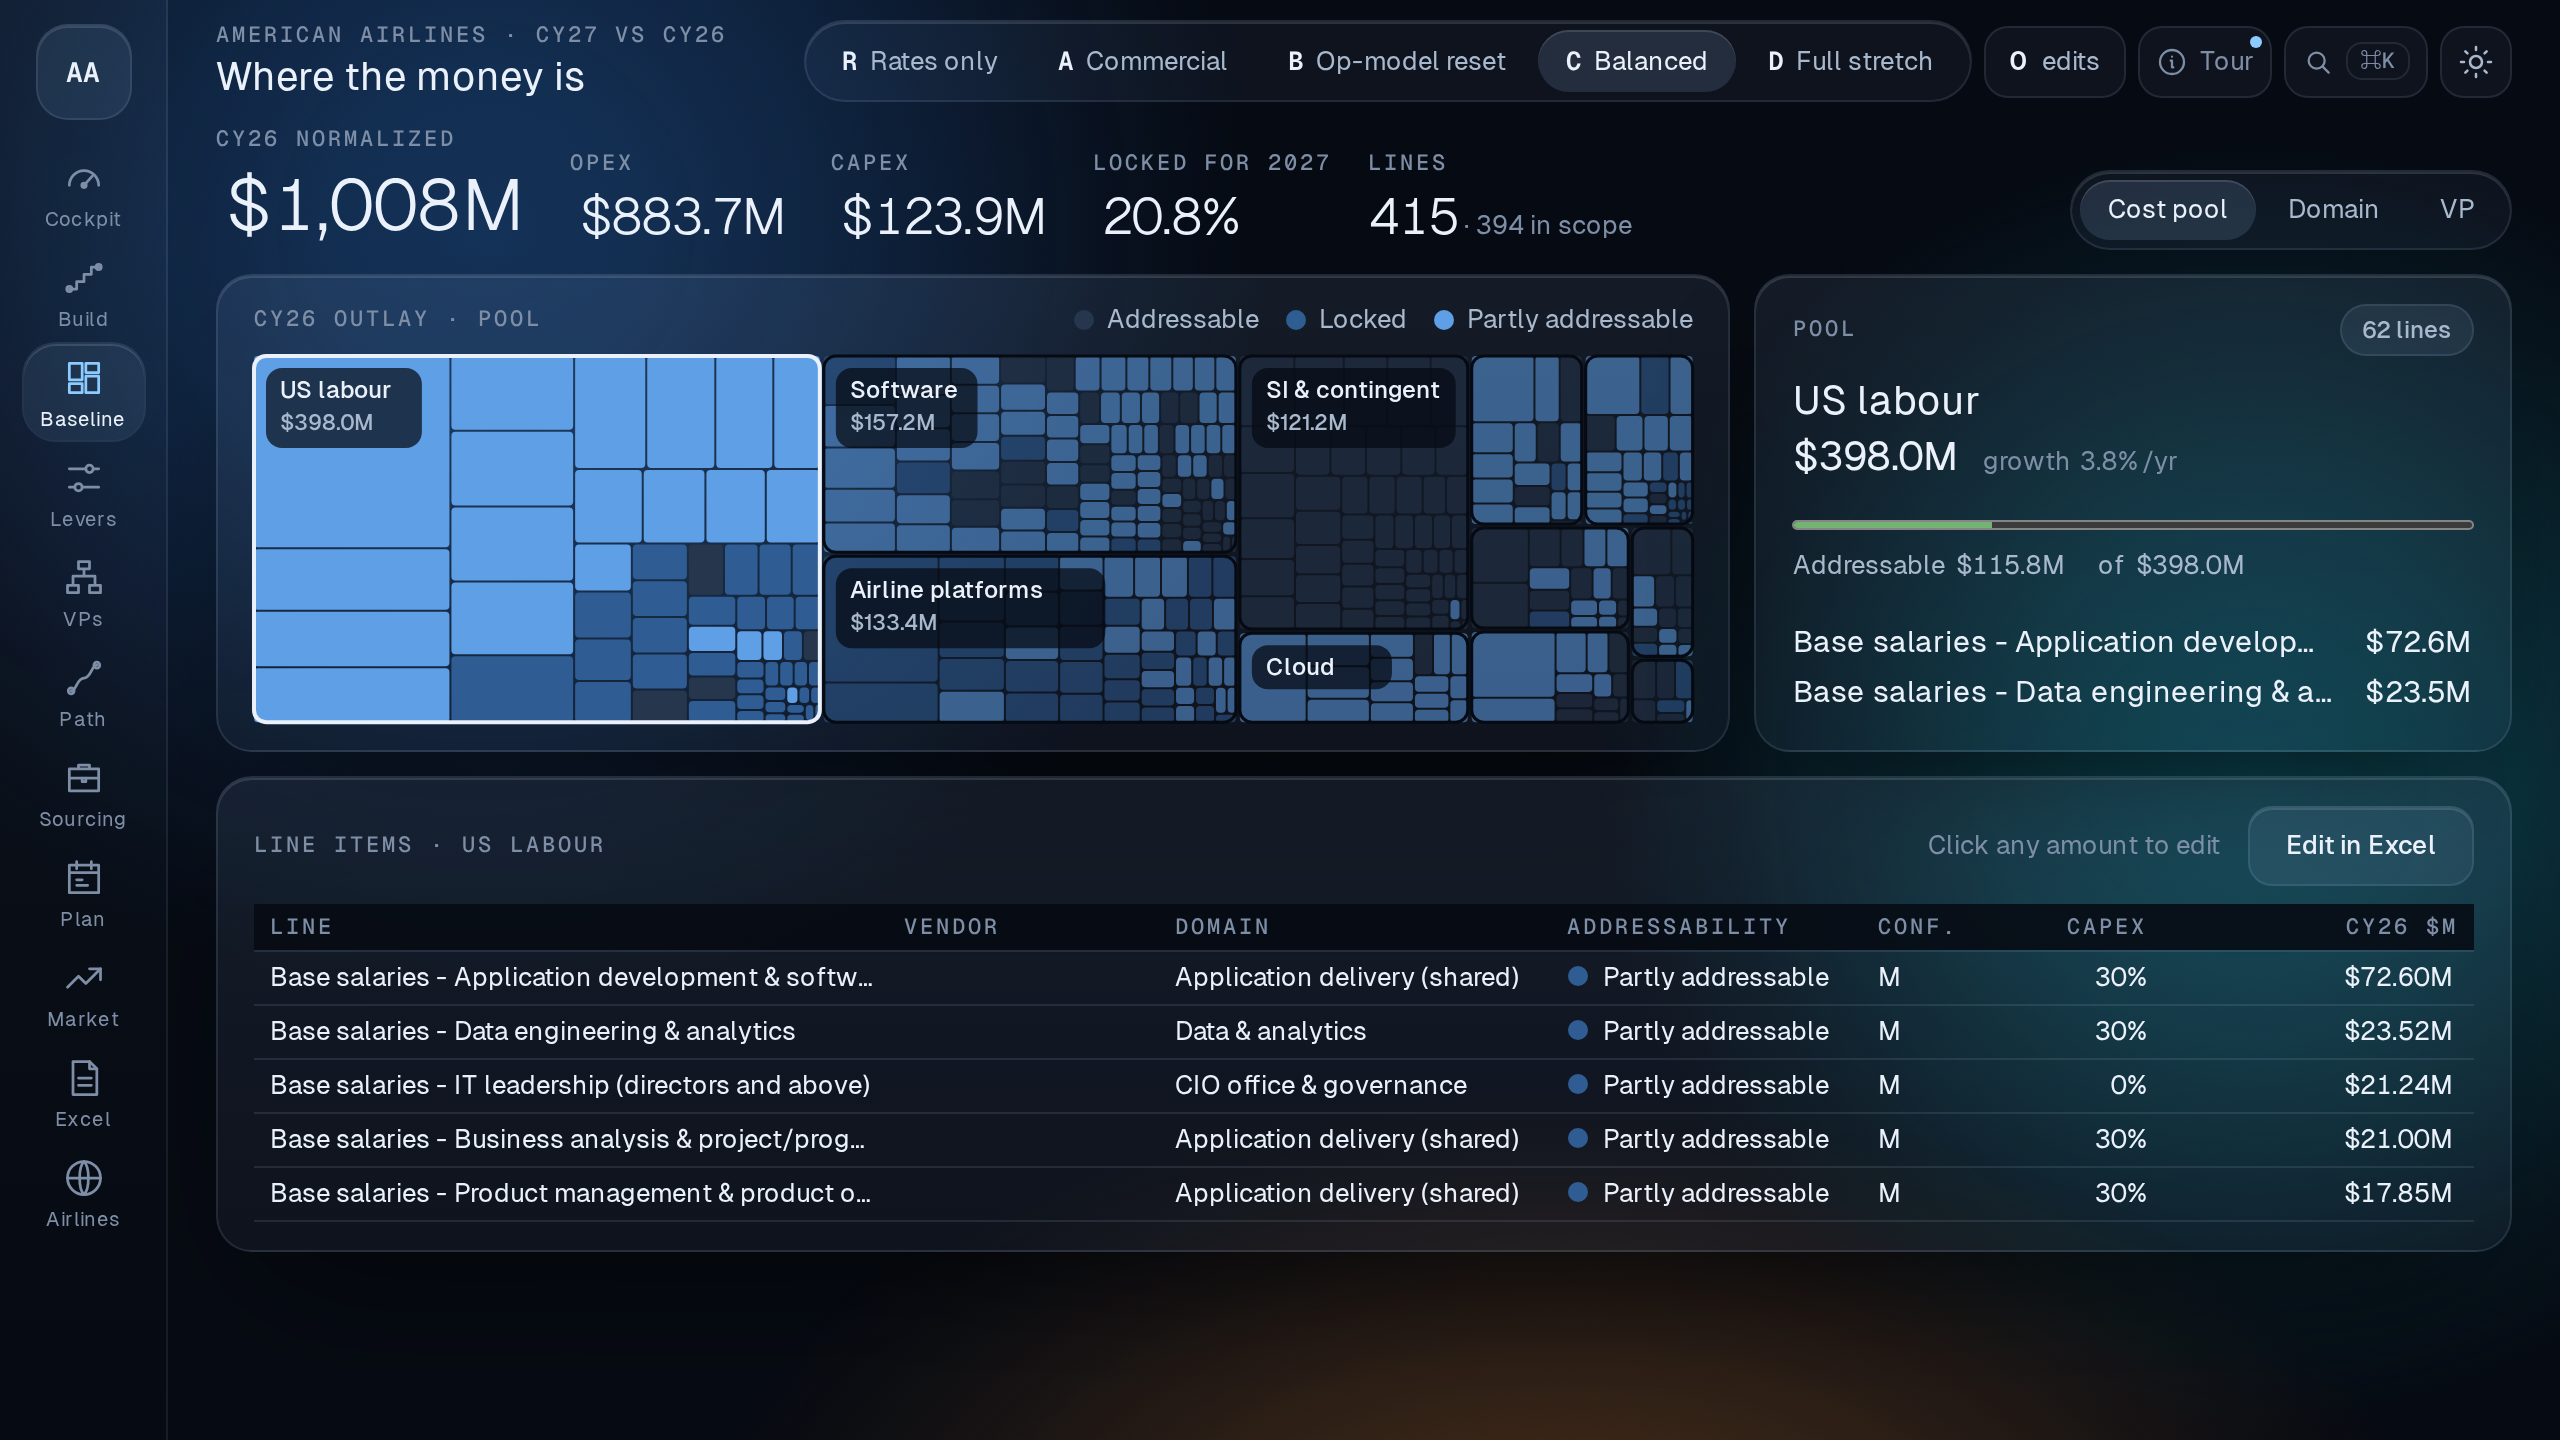 AA
AMERICAN AIRLINES · CY27 VS CY26
Where the money is
R Rates only
A Commercial
B Op-model reset
C Balanced
D Full stretch
0 edits
Tour
⌘K
Cockpit
Build
Baseline
Levers
VPs
Path
Sourcing
Plan
Market
Excel
Airlines
CY26 NORMALIZED
$1,008M
OPEX
$883.7M
CAPEX
$123.9M
LOCKED FOR 2027
20.8%
LINES
415 · 394 in scope
Cost pool
Domain
VP
CY26 OUTLAY · POOL
Addressable
Locked
Partly addressable
US labour
$398.0M
Software
$157.2M
SI & contingent
$121.2M
Airline platforms
$133.4M
Cloud
POOL
62 lines
US labour
$398.0M growth 3.8%/yr
Addressable $115.8M of $398.0M
Base salaries - Application develop... $72.6M
Base salaries - Data engineering & a... $23.5M
LINE ITEMS · US LABOUR
Click any amount to edit
Edit in Excel
LINE VENDOR DOMAIN ADDRESSABILITY CONF. CAPEX CY26 $M
Base salaries - Application development & softw... Application delivery (shared) Partly addressable M 30% $72.60M
Base salaries - Data engineering & analytics Data & analytics Partly addressable M 30% $23.52M
Base salaries - IT leadership (directors and above) CIO office & governance Partly addressable M 0% $21.24M
Base salaries - Business analysis & project/prog... Application delivery (shared) Partly addressable M 30% $21.00M
Base salaries - Product management & product o... Application delivery (shared) Partly addressable M 30% $17.85M